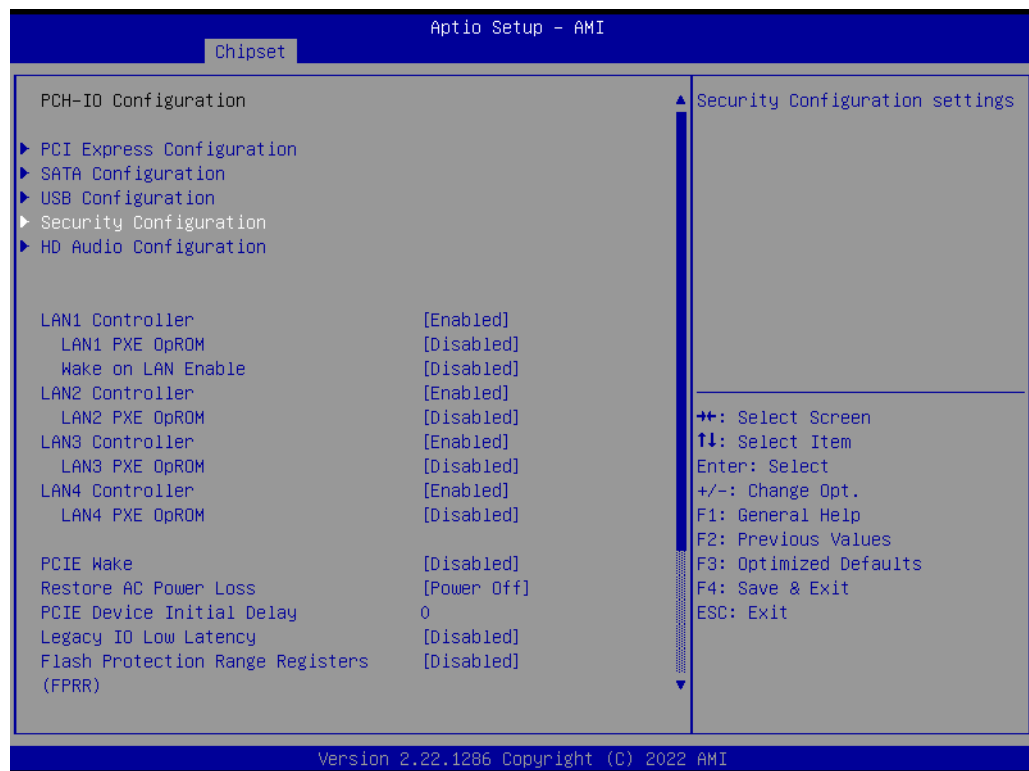 Aptio Setup – AMI
Chipset
PCH-IO Configuration
Security Configuration settings
PCI Express Configuration
SATA Configuration
USB Configuration
Security Configuration
HD Audio Configuration
LAN1 Controller [Enabled]
LAN1 PXE OpROM [Disabled]
Wake on LAN Enable [Disabled]
LAN2 Controller [Enabled]
LAN2 PXE OpROM [Disabled]
LAN3 Controller [Enabled]
LAN3 PXE OpROM [Disabled]
LAN4 Controller [Enabled]
LAN4 PXE OpROM [Disabled]
PCIE Wake [Disabled]
Restore AC Power Loss [Power Off]
PCIE Device Initial Delay 0
Legacy IO Low Latency [Disabled]
Flash Protection Range Registers [Disabled]
(FPRR)
→←: Select Screen
↑↓: Select Item
Enter: Select
+/-: Change Opt.
F1: General Help
F2: Previous Values
F3: Optimized Defaults
F4: Save & Exit
ESC: Exit
Version 2.22.1286 Copyright (C) 2022 AMI